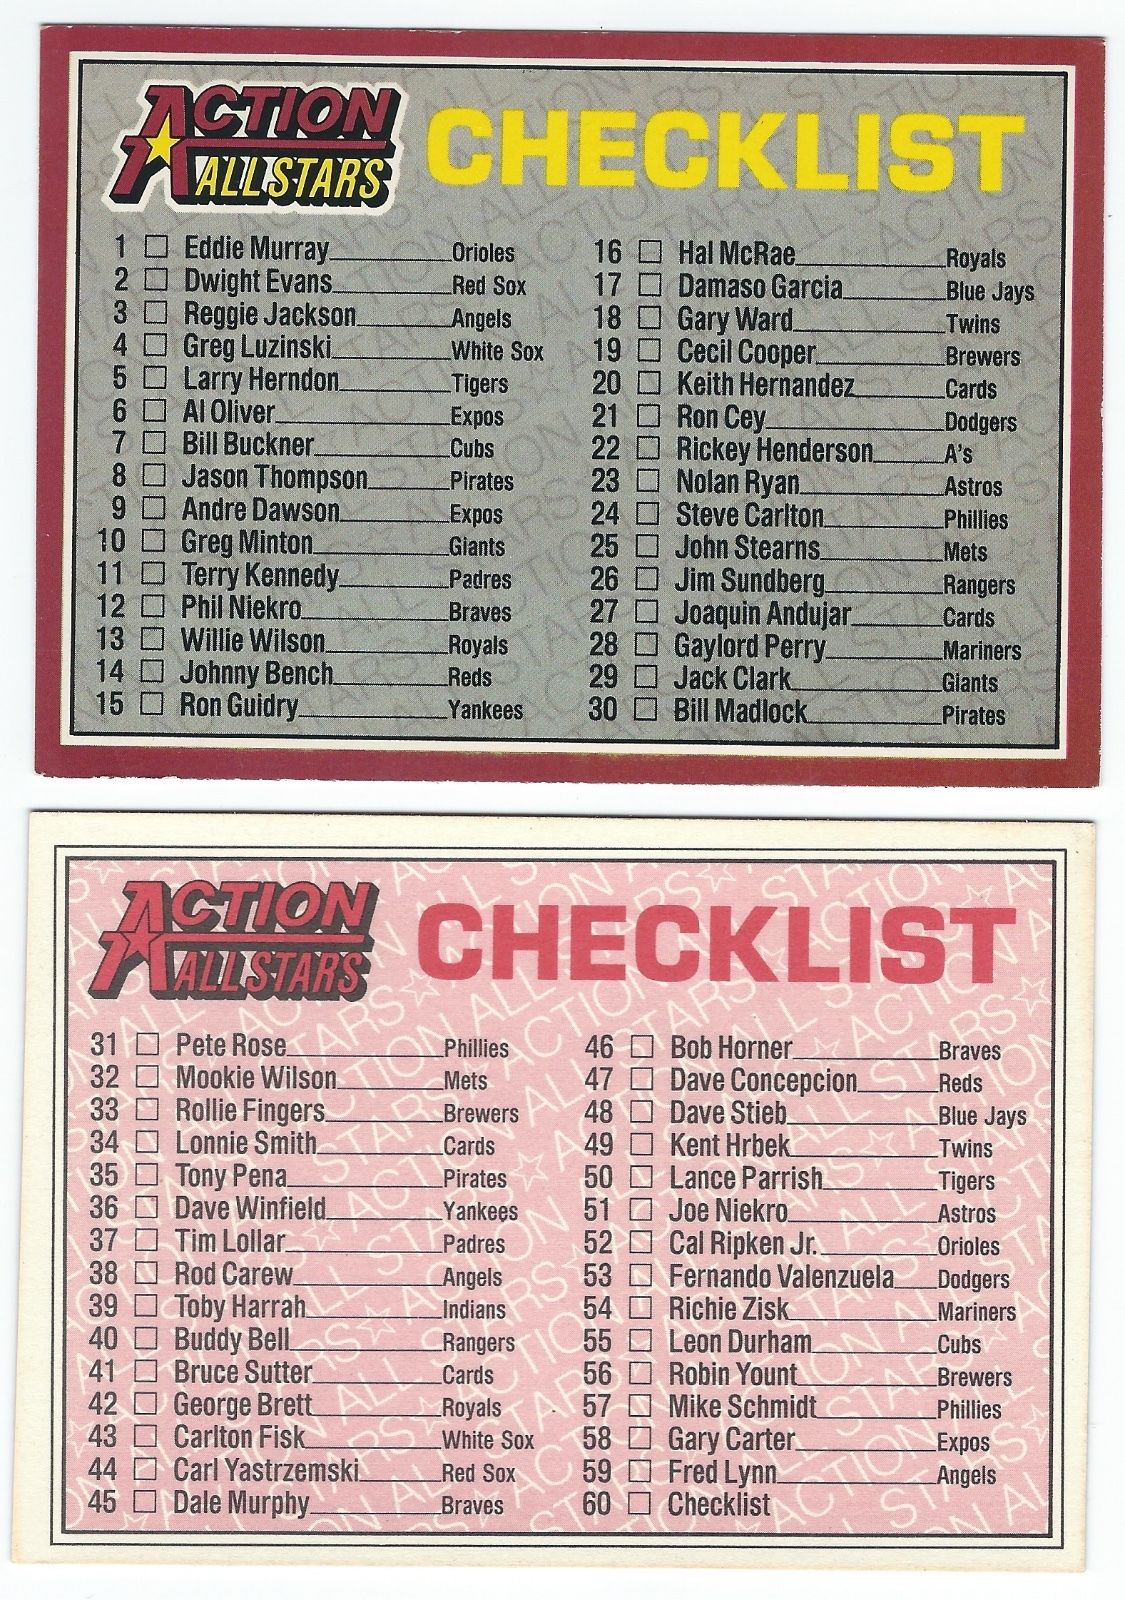 ACTION
ALL STARS
CHECKLIST
1 Eddie Murray Orioles
2 Dwight Evans Red Sox
3 Reggie Jackson Angels
4 Greg Luzinski White Sox
5 Larry Herndon Tigers
6 Al Oliver Expos
7 Bill Buckner Cubs
8 Jason Thompson Pirates
9 Andre Dawson Expos
10 Greg Minton Giants
11 Terry Kennedy Padres
12 Phil Niekro Braves
13 Willie Wilson Royals
14 Johnny Bench Reds
15 Ron Guidry Yankees
16 Hal McRae Royals
17 Damaso Garcia Blue Jays
18 Gary Ward Twins
19 Cecil Cooper Brewers
20 Keith Hernandez Cards
21 Ron Cey Dodgers
22 Rickey Henderson A's
23 Nolan Ryan Astros
24 Steve Carlton Phillies
25 John Stearns Mets
26 Jim Sundberg Rangers
27 Joaquin Andujar Cards
28 Gaylord Perry Mariners
29 Jack Clark Giants
30 Bill Madlock Pirates
ACTION
ALL STARS
CHECKLIST
31 Pete Rose Phillies
32 Mookie Wilson Mets
33 Rollie Fingers Brewers
34 Lonnie Smith Cards
35 Tony Pena Pirates
36 Dave Winfield Yankees
37 Tim Lollar Padres
38 Rod Carew Angels
39 Toby Harrah Indians
40 Buddy Bell Rangers
41 Bruce Sutter Cards
42 George Brett Royals
43 Carlton Fisk White Sox
44 Carl Yastrzemski Red Sox
45 Dale Murphy Braves
46 Bob Horner Braves
47 Dave Concepcion Reds
48 Dave Stieb Blue Jays
49 Kent Hrbek Twins
50 Lance Parrish Tigers
51 Joe Niekro Astros
52 Cal Ripken Jr. Orioles
53 Fernando Valenzuela Dodgers
54 Richie Zisk Mariners
55 Leon Durham Cubs
56 Robin Yount Brewers
57 Mike Schmidt Phillies
58 Gary Carter Expos
59 Fred Lynn Angels
60 Checklist